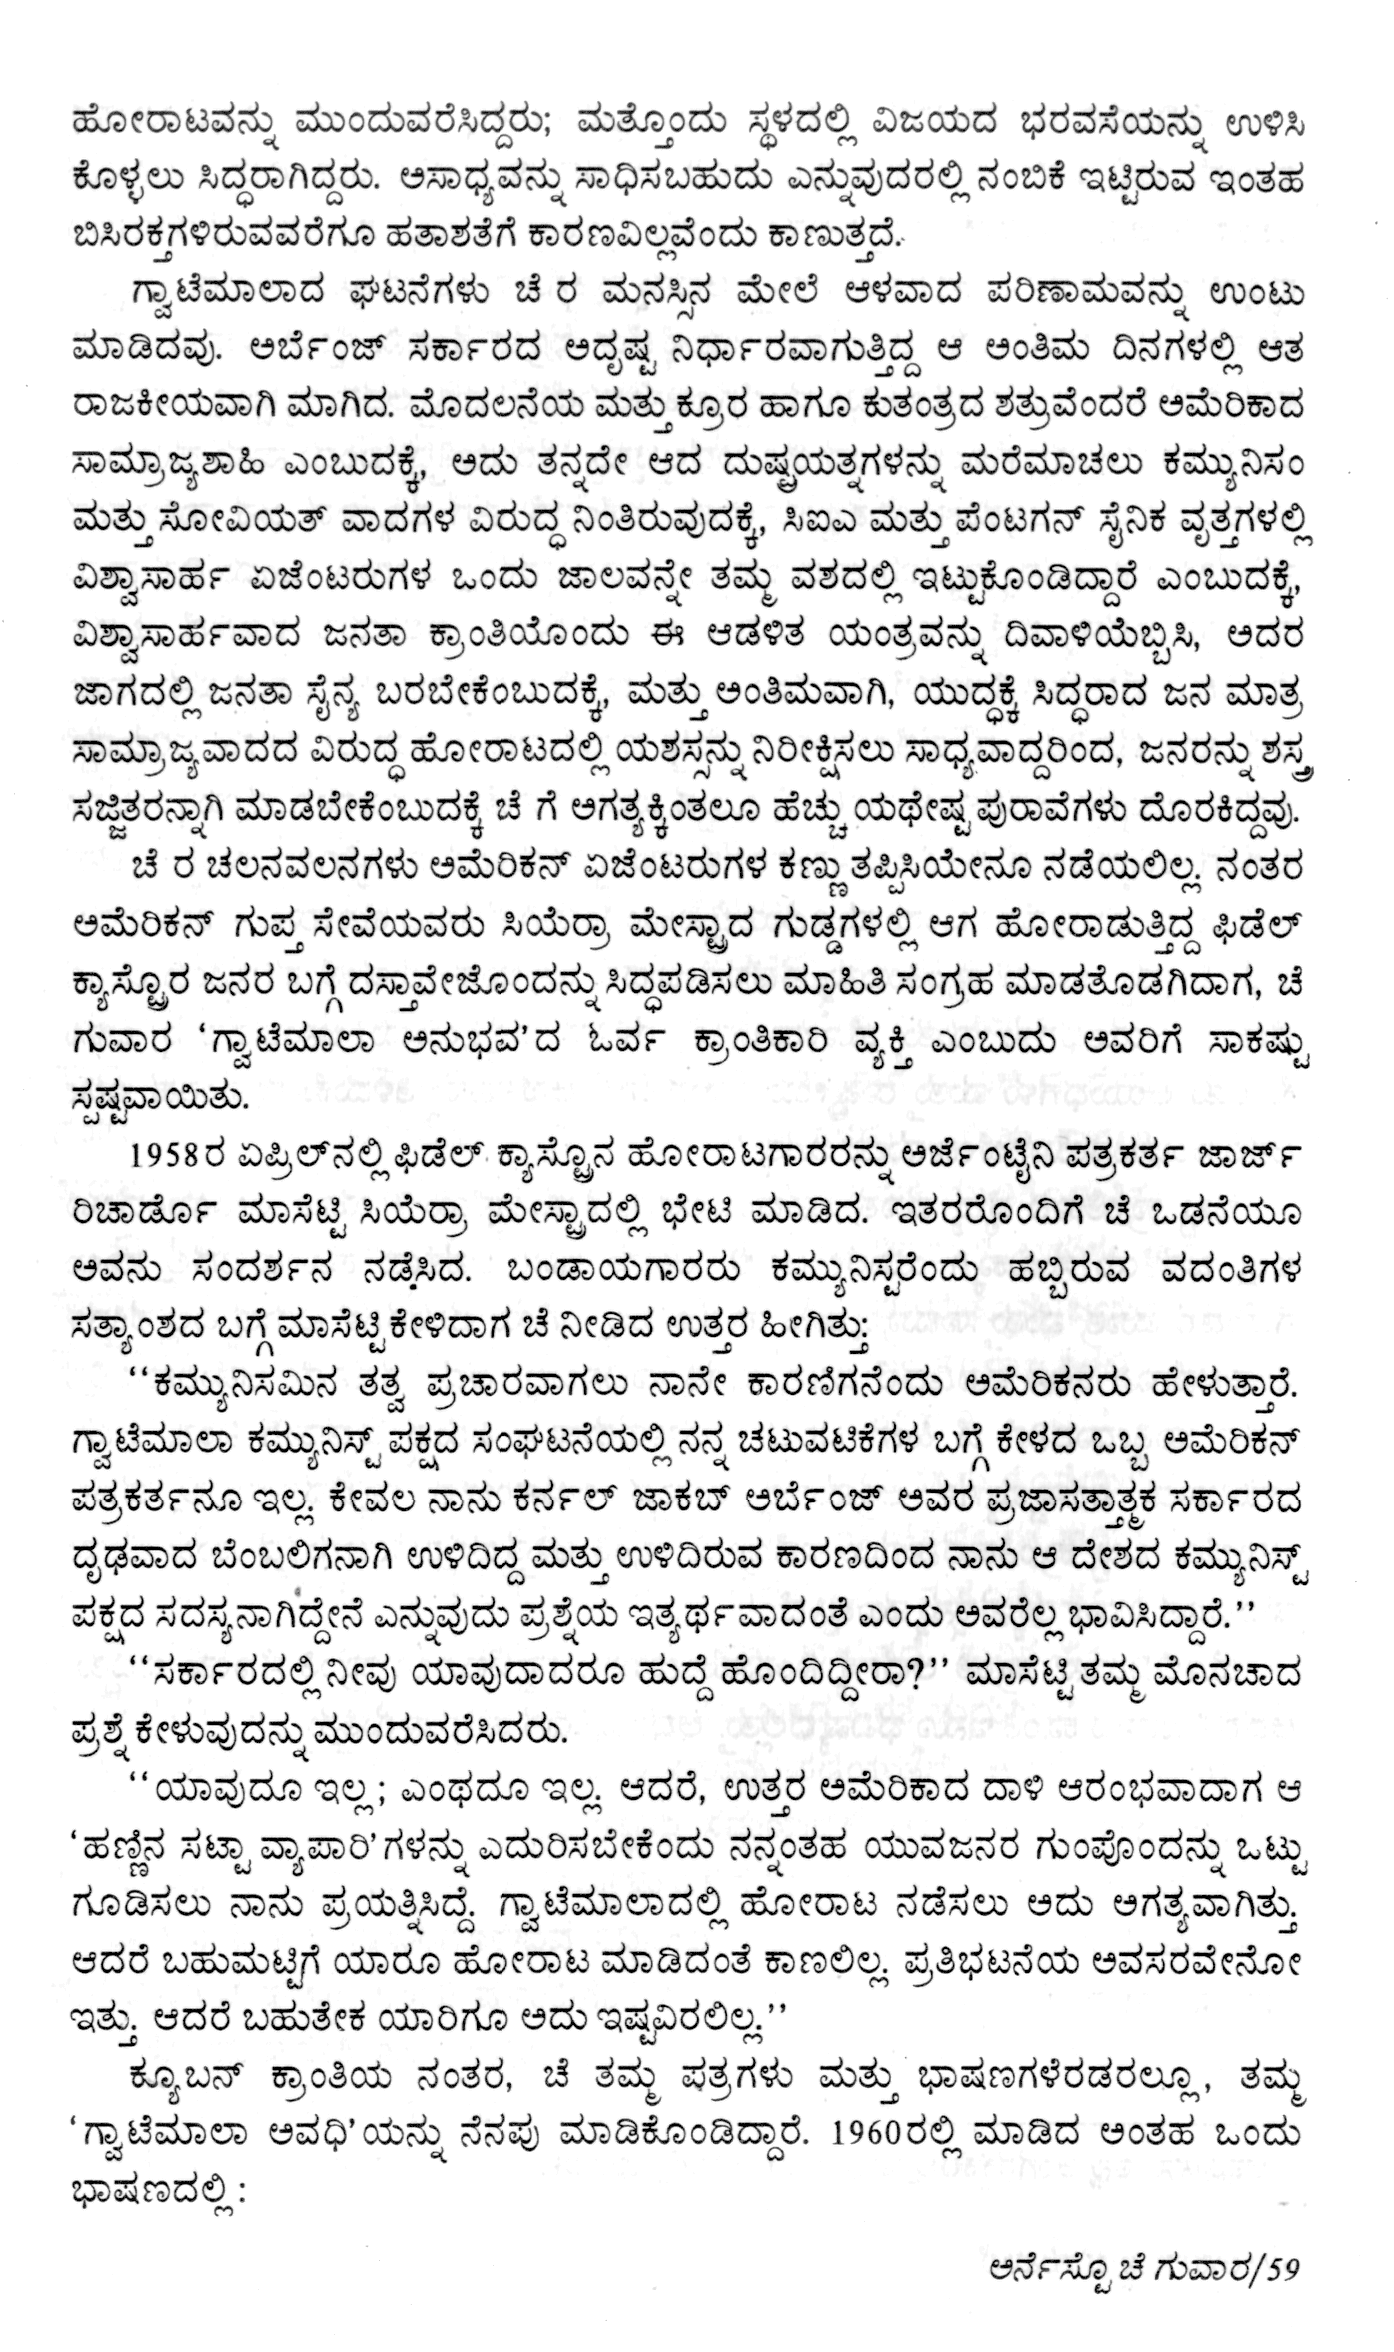 ಹೋರಾಟವನ್ನು ಮುಂದುವರೆಸಿದ್ದರು; ಮತ್ತೊಂದು ಸ್ಥಳದಲ್ಲಿ ವಿಜಯದ ಭರವಸೆಯನ್ನು ಉಳಿಸಿ
ಕೊಳ್ಳಲು ಸಿದ್ಧರಾಗಿದ್ದರು. ಅಸಾಧ್ಯವನ್ನು ಸಾಧಿಸಬಹುದು ಎನ್ನುವುದರಲ್ಲಿ ನಂಬಿಕೆ ಇಟ್ಟಿರುವ ಇಂತಹ
ಬಿಸಿರಕ್ತಗಳಿರುವವರೆಗೂ ಹತಾಶತೆಗೆ ಕಾರಣವಿಲ್ಲವೆಂದು ಕಾಣುತ್ತದೆ.
ಗ್ವಾಟೆಮಾಲಾದ ಘಟನೆಗಳು ಚೆ ರ ಮನಸ್ಸಿನ ಮೇಲೆ ಆಳವಾದ ಪರಿಣಾಮವನ್ನು ಉಂಟು
ಮಾಡಿದವು. ಅರ್ಬೆಂಜ್ ಸರ್ಕಾರದ ಅದೃಷ್ಟ ನಿರ್ಧಾರವಾಗುತ್ತಿದ್ದ ಆ ಅಂತಿಮ ದಿನಗಳಲ್ಲಿ ಆತ
ರಾಜಕೀಯವಾಗಿ ಮಾಗಿದ. ಮೊದಲನೆಯ ಮತ್ತು ಕ್ರೂರ ಹಾಗೂ ಕುತಂತ್ರದ ಶತ್ರುವೆಂದರೆ ಅಮೆರಿಕಾದ
ಸಾಮ್ರಾಜ್ಯಶಾಹಿ ಎಂಬುದಕ್ಕೆ, ಅದು ತನ್ನದೇ ಆದ ದುಷ್ಪ್ರಯತ್ನಗಳನ್ನು ಮರೆಮಾಚಲು ಕಮ್ಯುನಿಸಂ
ಮತ್ತು ಸೋವಿಯತ್ ವಾದಗಳ ವಿರುದ್ಧ ನಿಂತಿರುವುದಕ್ಕೆ, ಸಿಐಎ ಮತ್ತು ಪೆಂಟಗನ್ ಸೈನಿಕ ವೃತ್ತಗಳಲ್ಲಿ
ವಿಶ್ವಾಸಾರ್ಹ ಏಜೆಂಟರುಗಳ ಒಂದು ಜಾಲವನ್ನೇ ತಮ್ಮ ವಶದಲ್ಲಿ ಇಟ್ಟುಕೊಂಡಿದ್ದಾರೆ ಎಂಬುದಕ್ಕೆ,
ವಿಶ್ವಾಸಾರ್ಹವಾದ ಜನತಾ ಕ್ರಾಂತಿಯೊಂದು ಈ ಆಡಳಿತ ಯಂತ್ರವನ್ನು ದಿವಾಳಿಯೆಬ್ಬಿಸಿ, ಅದರ
ಜಾಗದಲ್ಲಿ ಜನತಾ ಸೈನ್ಯ ಬರಬೇಕೆಂಬುದಕ್ಕೆ, ಮತ್ತು ಅಂತಿಮವಾಗಿ, ಯುದ್ಧಕ್ಕೆ ಸಿದ್ಧರಾದ ಜನ ಮಾತ್ರ
ಸಾಮ್ರಾಜ್ಯವಾದದ ವಿರುದ್ಧ ಹೋರಾಟದಲ್ಲಿ ಯಶಸ್ಸನ್ನು ನಿರೀಕ್ಷಿಸಲು ಸಾಧ್ಯವಾದ್ದರಿಂದ, ಜನರನ್ನು ಶಸ್ತ್ರ
ಸಜ್ಜಿತರನ್ನಾಗಿ ಮಾಡಬೇಕೆಂಬುದಕ್ಕೆ ಚೆ ಗೆ ಅಗತ್ಯಕ್ಕಿಂತಲೂ ಹೆಚ್ಚು ಯಥೇಷ್ಟ ಪುರಾವೆಗಳು ದೊರಕಿದ್ದವು.
ಚೆ ರ ಚಲನವಲನಗಳು ಅಮೆರಿಕನ್ ಏಜೆಂಟರುಗಳ ಕಣ್ಣು ತಪ್ಪಿಸಿಯೇನೂ ನಡೆಯಲಿಲ್ಲ. ನಂತರ
ಅಮೆರಿಕನ್ ಗುಪ್ತ ಸೇವೆಯವರು ಸಿಯೆರ್‍ರಾ ಮೇಸ್ಟ್ರಾದ ಗುಡ್ಡಗಳಲ್ಲಿ ಆಗ ಹೋರಾಡುತ್ತಿದ್ದ ಫಿಡೆಲ್
ಕ್ಯಾಸ್ಟ್ರೊರ ಜನರ ಬಗ್ಗೆ ದಸ್ತಾವೇಜೊಂದನ್ನು ಸಿದ್ಧಪಡಿಸಲು ಮಾಹಿತಿ ಸಂಗ್ರಹ ಮಾಡತೊಡಗಿದಾಗ, ಚೆ
ಗುವಾರ ‘ಗ್ವಾಟೆಮಾಲಾ ಅನುಭವ’ದ ಓರ್ವ ಕ್ರಾಂತಿಕಾರಿ ವ್ಯಕ್ತಿ ಎಂಬುದು ಅವರಿಗೆ ಸಾಕಷ್ಟು
ಸ್ಪಷ್ಟವಾಯಿತು.
1958ರ ಏಪ್ರಿಲ್‌ನಲ್ಲಿ ಫಿಡೆಲ್ ಕ್ಯಾಸ್ಟ್ರೊನ ಹೋರಾಟಗಾರರನ್ನು ಅರ್ಜೆಂಟೈನಿ ಪತ್ರಕರ್ತ ಜಾರ್ಜ್
ರಿಚಾರ್ಡೊ ಮಾಸೆಟ್ಟಿ ಸಿಯೆರ್‍ರಾ ಮೇಸ್ಟ್ರಾದಲ್ಲಿ ಭೇಟಿ ಮಾಡಿದ. ಇತರರೊಂದಿಗೆ ಚೆ ಒಡನೆಯೂ
ಅವನು ಸಂದರ್ಶನ ನಡೆಸಿದ. ಬಂಡಾಯಗಾರರು ಕಮ್ಯುನಿಸ್ಟರೆಂದು ಹಬ್ಬಿರುವ ವದಂತಿಗಳ
ಸತ್ಯಾಂಶದ ಬಗ್ಗೆ ಮಾಸೆಟ್ಟಿ ಕೇಳಿದಾಗ ಚೆ ನೀಡಿದ ಉತ್ತರ ಹೀಗಿತ್ತು:
‘‘ಕಮ್ಯುನಿಸಮಿನ ತತ್ವ ಪ್ರಚಾರವಾಗಲು ನಾನೇ ಕಾರಣಿಗನೆಂದು ಅಮೆರಿಕನರು ಹೇಳುತ್ತಾರೆ.
ಗ್ವಾಟೆಮಾಲಾ ಕಮ್ಯುನಿಸ್ಟ್ ಪಕ್ಷದ ಸಂಘಟನೆಯಲ್ಲಿ ನನ್ನ ಚಟುವಟಿಕೆಗಳ ಬಗ್ಗೆ ಕೇಳದ ಒಬ್ಬ ಅಮೆರಿಕನ್
ಪತ್ರಕರ್ತನೂ ಇಲ್ಲ. ಕೇವಲ ನಾನು ಕರ್ನಲ್ ಜಾಕಬ್ ಅರ್ಬೆಂಜ್ ಅವರ ಪ್ರಜಾಸತ್ತಾತ್ಮಕ ಸರ್ಕಾರದ
ದೃಢವಾದ ಬೆಂಬಲಿಗನಾಗಿ ಉಳಿದಿದ್ದ ಮತ್ತು ಉಳಿದಿರುವ ಕಾರಣದಿಂದ ನಾನು ಆ ದೇಶದ ಕಮ್ಯುನಿಸ್ಟ್
ಪಕ್ಷದ ಸದಸ್ಯನಾಗಿದ್ದೇನೆ ಎನ್ನುವುದು ಪ್ರಶ್ನೆಯ ಇತ್ಯರ್ಥವಾದಂತೆ ಎಂದು ಅವರೆಲ್ಲ ಭಾವಿಸಿದ್ದಾರೆ.’’
‘‘ಸರ್ಕಾರದಲ್ಲಿ ನೀವು ಯಾವುದಾದರೂ ಹುದ್ದೆ ಹೊಂದಿದ್ದೀರಾ?’’ ಮಾಸೆಟ್ಟಿ ತಮ್ಮ ಮೊನಚಾದ
ಪ್ರಶ್ನೆ ಕೇಳುವುದನ್ನು ಮುಂದುವರೆಸಿದರು.
‘‘ಯಾವುದೂ ಇಲ್ಲ; ಎಂಥದೂ ಇಲ್ಲ. ಆದರೆ, ಉತ್ತರ ಅಮೆರಿಕಾದ ದಾಳಿ ಆರಂಭವಾದಾಗ ಆ
‘ಹಣ್ಣಿನ ಸಟ್ಟಾ ವ್ಯಾಪಾರಿ’ಗಳನ್ನು ಎದುರಿಸಬೇಕೆಂದು ನನ್ನಂತಹ ಯುವಜನರ ಗುಂಪೊಂದನ್ನು ಒಟ್ಟು
ಗೂಡಿಸಲು ನಾನು ಪ್ರಯತ್ನಿಸಿದ್ದೆ. ಗ್ವಾಟೆಮಾಲಾದಲ್ಲಿ ಹೋರಾಟ ನಡೆಸಲು ಅದು ಅಗತ್ಯವಾಗಿತ್ತು.
ಆದರೆ ಬಹುಮಟ್ಟಿಗೆ ಯಾರೂ ಹೋರಾಟ ಮಾಡಿದಂತೆ ಕಾಣಲಿಲ್ಲ. ಪ್ರತಿಭಟನೆಯ ಅವಸರವೇನೋ
ಇತ್ತು. ಆದರೆ ಬಹುತೇಕ ಯಾರಿಗೂ ಅದು ಇಷ್ಟವಿರಲಿಲ್ಲ.’’
ಕ್ಯೂಬನ್ ಕ್ರಾಂತಿಯ ನಂತರ, ಚೆ ತಮ್ಮ ಪತ್ರಗಳು ಮತ್ತು ಭಾಷಣಗಳೆರಡರಲ್ಲೂ, ತಮ್ಮ
‘ಗ್ವಾಟೆಮಾಲಾ ಅವಧಿ’ಯನ್ನು ನೆನಪು ಮಾಡಿಕೊಂಡಿದ್ದಾರೆ. 1960ರಲ್ಲಿ ಮಾಡಿದ ಅಂತಹ ಒಂದು
ಭಾಷಣದಲ್ಲಿ:
ಅರ್ನೆಸ್ಟೊ ಚೆ ಗುವಾರ/59